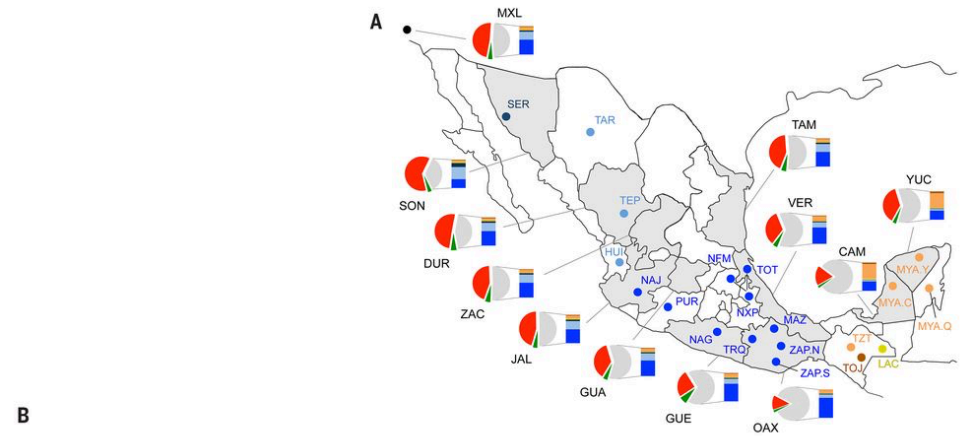 A
MXL
SER
TAR
TAM
YUC
SON
TEP
VER
CAM
DUR
HUI
NFM
TOT
MYA.Y
MYA.C
NAJ
ZAC
PUR
NXP
MAZ
MYA.Q
JAL
NAG
TRQ
ZAP.N
TZT
TOJ
LAC
ZAP.S
GUA
GUE
OAX
B